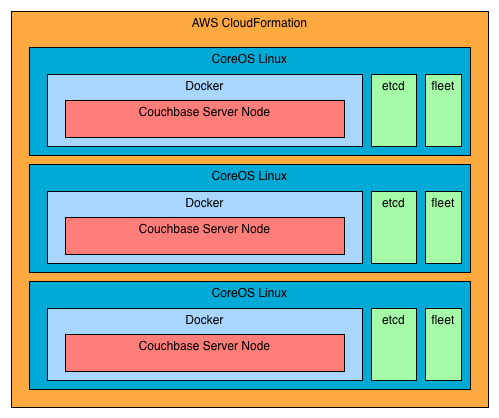 AWS CloudFormation
CoreOS Linux
Docker etcd fleet
Couchbase Server Node
CoreOS Linux
Docker etcd fleet
Couchbase Server Node
CoreOS Linux
Docker etcd fleet
Couchbase Server Node